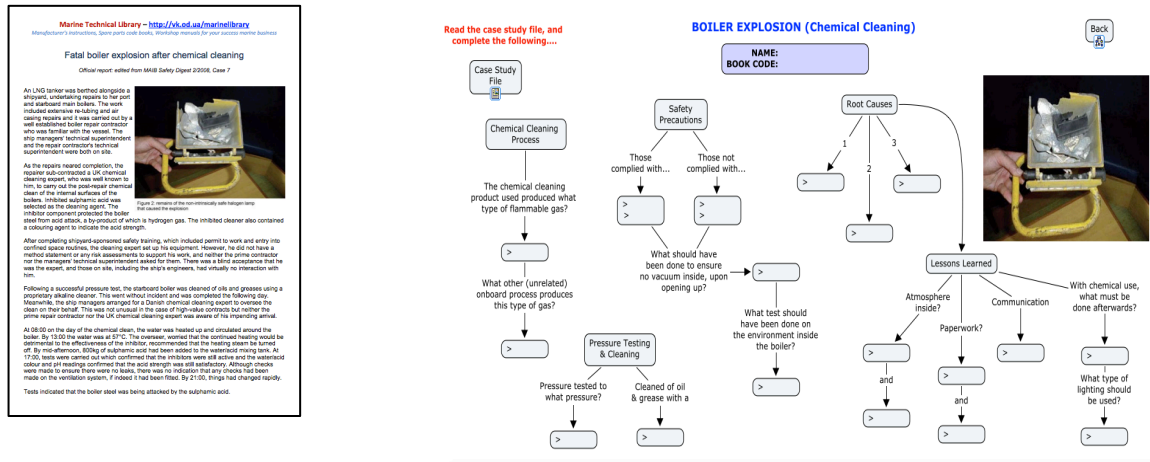 Marine Technical Library – http://vk.od.ua/marinelibrary
Manufacturer's instructions, Spare parts code books, Workshop manuals for your success marine business
Fatal boiler explosion after chemical cleaning
Official report: edited from MAIB Safety Digest 2/2008, Case 7
An LNG tanker was berthed alongside a
shipyard, undertaking repairs to her port
and starboard main boilers. The work
included extensive re-tubing and air
casing repairs and it was carried out by a
well established boiler repair contractor
who was familiar with the vessel. The
ship managers' technical superintendent
and the repair contractor's technical
superintendent were both on site.
As the repairs neared completion, the
repairer sub-contracted a UK chemical
cleaning expert, who was well known to
him, to carry out the post-repair chemical
clean of the internal surfaces of the
boilers. Inhibited sulphamic acid was
selected as the cleaning agent. The
inhibitor component protected the boiler
steel from acid attack, a by-product of which is hydrogen gas. The inhibited cleaner also contained
a colouring agent to indicate the acid strength.
Figure 2: remains of the non-intrinsically safe halogen lamp
that caused the explosion
After completing shipyard-sponsored safety training, which included permit to work and entry into
confined space routines, the cleaning expert set up his equipment. However, he did not have a
method statement or any risk assessments to support his work, and neither the prime contractor
nor the managers' technical superintendent asked for them. There was a blind acceptance that he
was the expert, and those on site, including the ship's engineers, had virtually no interaction with
him.
Following a successful pressure test, the starboard boiler was cleaned of oils and greases using a
proprietary alkaline cleaner. This went without incident and was completed the following day.
Meanwhile, the ship managers arranged for a Danish chemical cleaning expert to oversee the
clean on their behalf. This was not unusual in the case of high-value contracts but neither the
prime repair contractor nor the UK chemical cleaning expert was aware of his impending arrival.
At 08:00 on the day of the chemical clean, the water was heated up and circulated around the
boiler. By 13:00 the water was at 57°C. The overseer, worried that the continued heating would be
detrimental to the effectiveness of the inhibitor, recommended that the heating steam be turned
off. By mid-afternoon, 800kg of sulphamic acid had been added to the water/acid mixing tank. At
17:00, tests were carried out which confirmed that the inhibitors were still active and the water/acid
colour and pH readings confirmed that the acid strength was still satisfactory. Although checks
were made to ensure there were no leaks, there was no indication that any checks had been
made on the ventilation system, if indeed it had been fitted. By 21:00, things had changed rapidly.
Tests indicated that the boiler steel was being attacked by the sulphamic acid.
Read the case study file, and
complete the following....
BOILER EXPLOSION (Chemical Cleaning)
NAME:
BOOK CODE:
Back
Case Study
File
Chemical Cleaning
Process
The chemical cleaning
product used produced what
type of flammable gas?
>
What other (unrelated)
onboard process produces
this type of gas?
>
Safety
Precautions
Those
complied with...
>
>
Those not
complied with...
>
>
What should have
been done to ensure
no vacuum inside, upon
opening up?
>
What test should
have been done on
the environment inside
the boiler?
>
Pressure Testing
& Cleaning
Pressure tested to
what pressure?
>
Cleaned of oil
& grease with a
>
Root Causes
1
2
3
>
>
>
Lessons Learned
Atmosphere
inside?
>
and
>
Paperwork?
>
and
>
Communication
>
With chemical use,
what must be
done afterwards?
>
What type of
lighting should
be used?
>